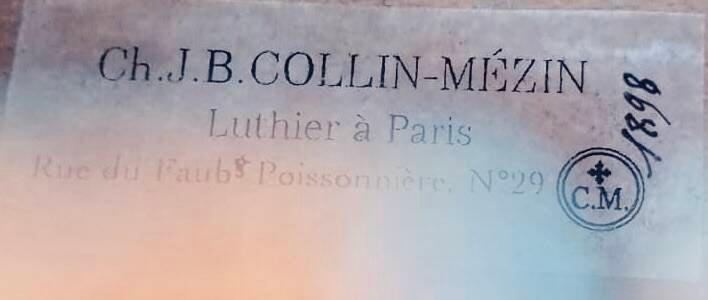 Ch.J.B.COLLIN-MÉZIN
Luthier à Paris
Rue du Faubg Poissonnière, N°29
C.M.
1898